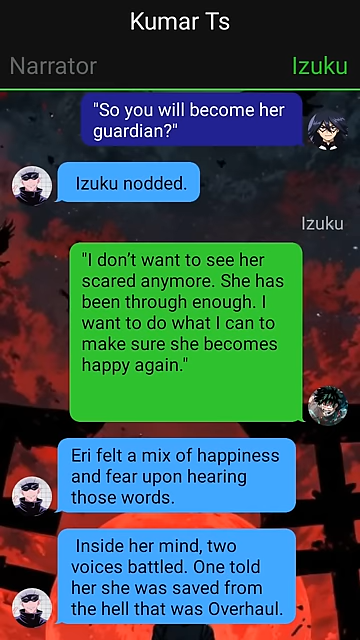 Kumar Ts
Narrator
Izuku
"So you will become her
guardian?"
Izuku nodded.
Izuku
"I don't want to see her
scared anymore. She has
been through enough. I
want to do what I can to
make sure she becomes
happy again."
Eri felt a mix of happiness
and fear upon hearing
those words.
Inside her mind, two
voices battled. One told
her she was saved from
the hell that was Overhaul.